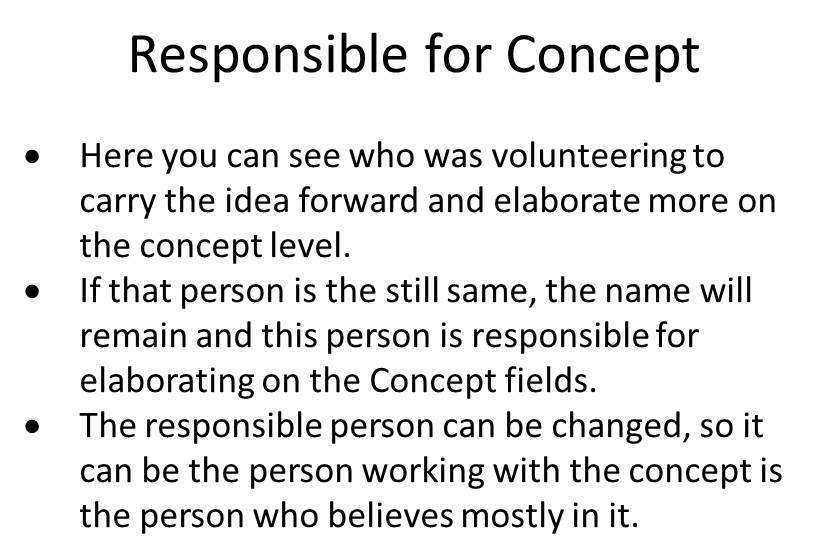 Responsible for Concept
• Here you can see who was volunteering to
carry the idea forward and elaborate more on
the concept level.
• If that person is the still same, the name will
remain and this person is responsible for
elaborating on the Concept fields.
• The responsible person can be changed, so it
can be the person working with the concept is
the person who believes mostly in it.